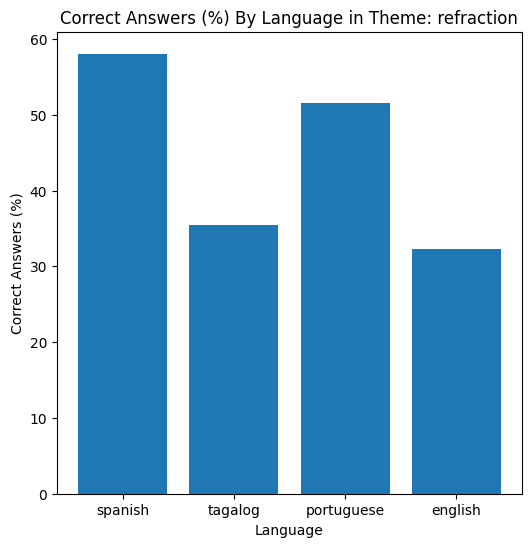 Correct Answers (%) By Language in Theme: refraction
60
50
40
30
20
10
0
Correct Answers (%)
spanish tagalog portuguese english
Language